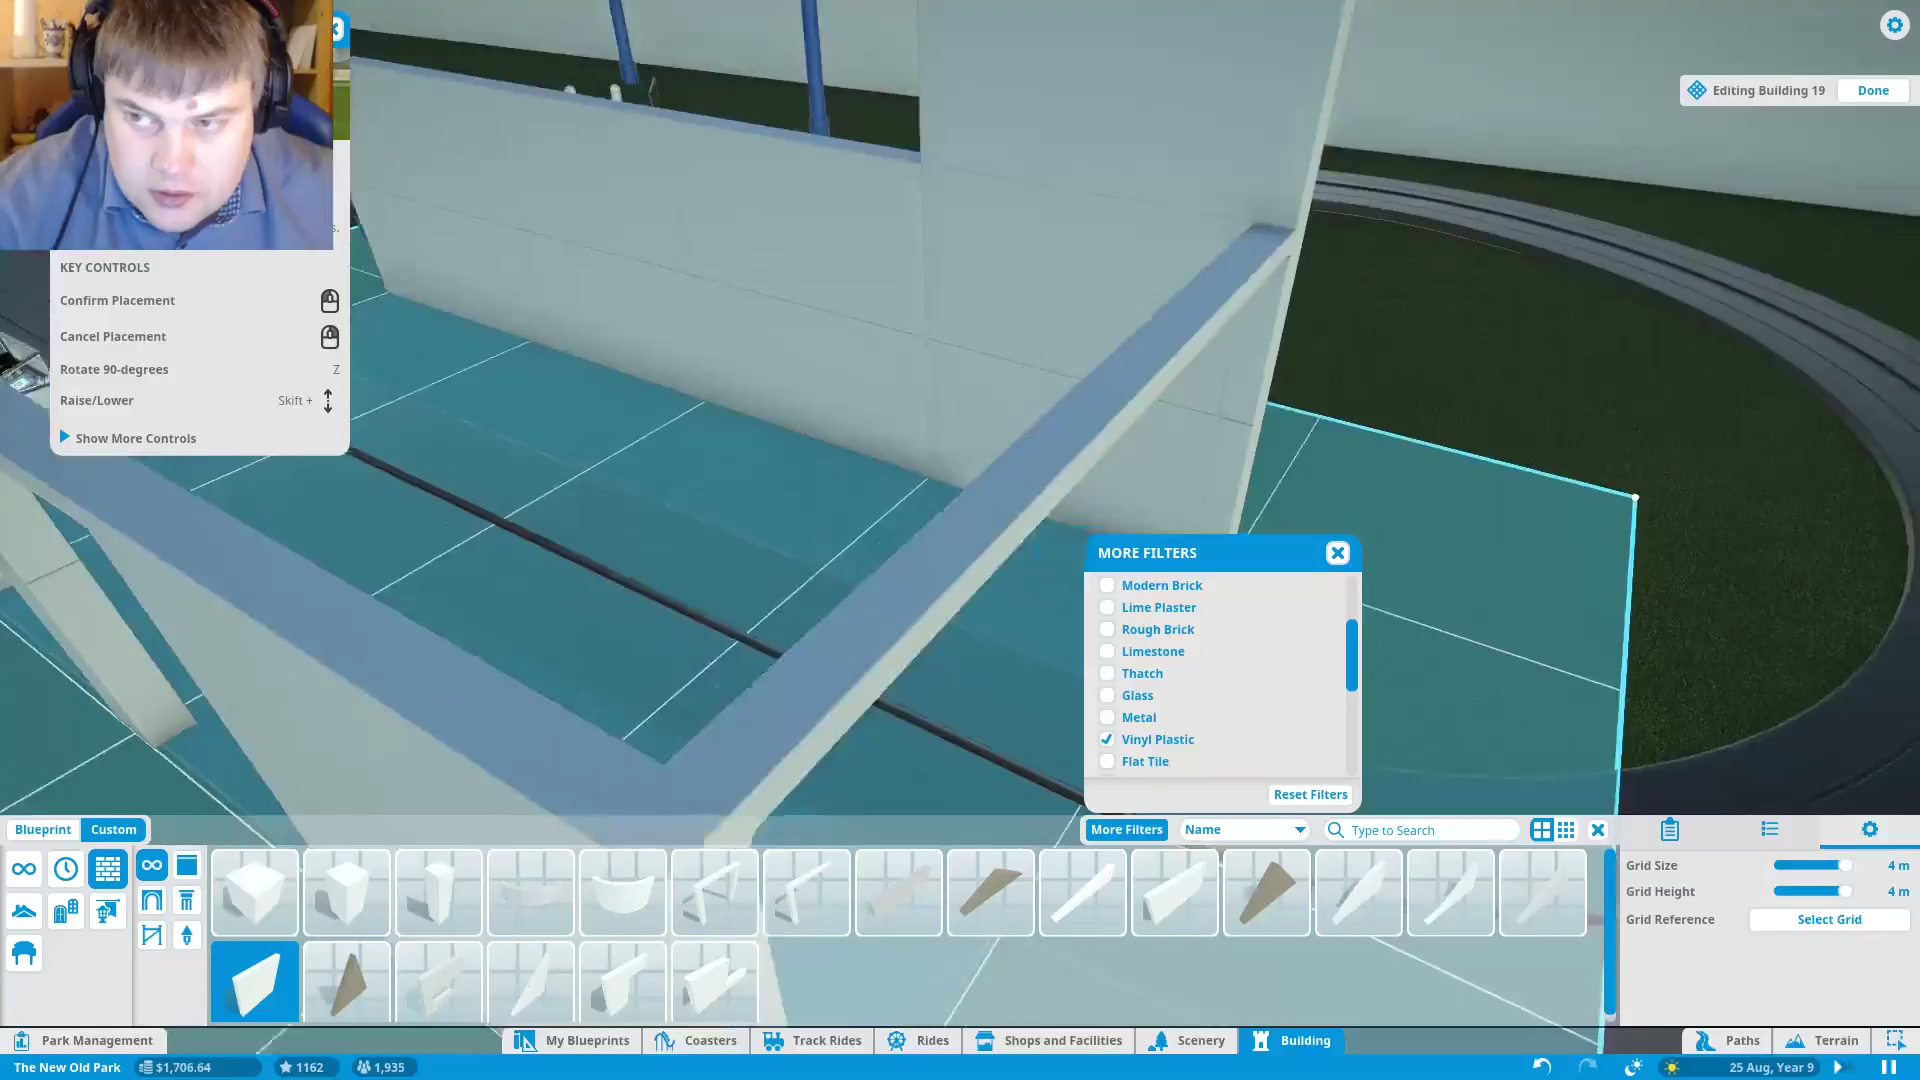 Editing Building 19
Done
KEY CONTROLS
Confirm Placement
Cancel Placement
Rotate 90-degrees Z
Raise/Lower Skift +
Show More Controls
MORE FILTERS
Modern Brick
Lime Plaster
Rough Brick
Limestone
Thatch
Glass
Metal
Vinyl Plastic
Flat Tile
Reset Filters
Blueprint Custom
More Filters Name Type to Search
Grid Size 4 m
Grid Height 4 m
Grid Reference Select Grid
Park Management My Blueprints Coasters Track Rides Rides Shops and Facilities Scenery Building Paths Terrain
The New Old Park $1,706.64 1162 1,935 25 Aug, Year 9